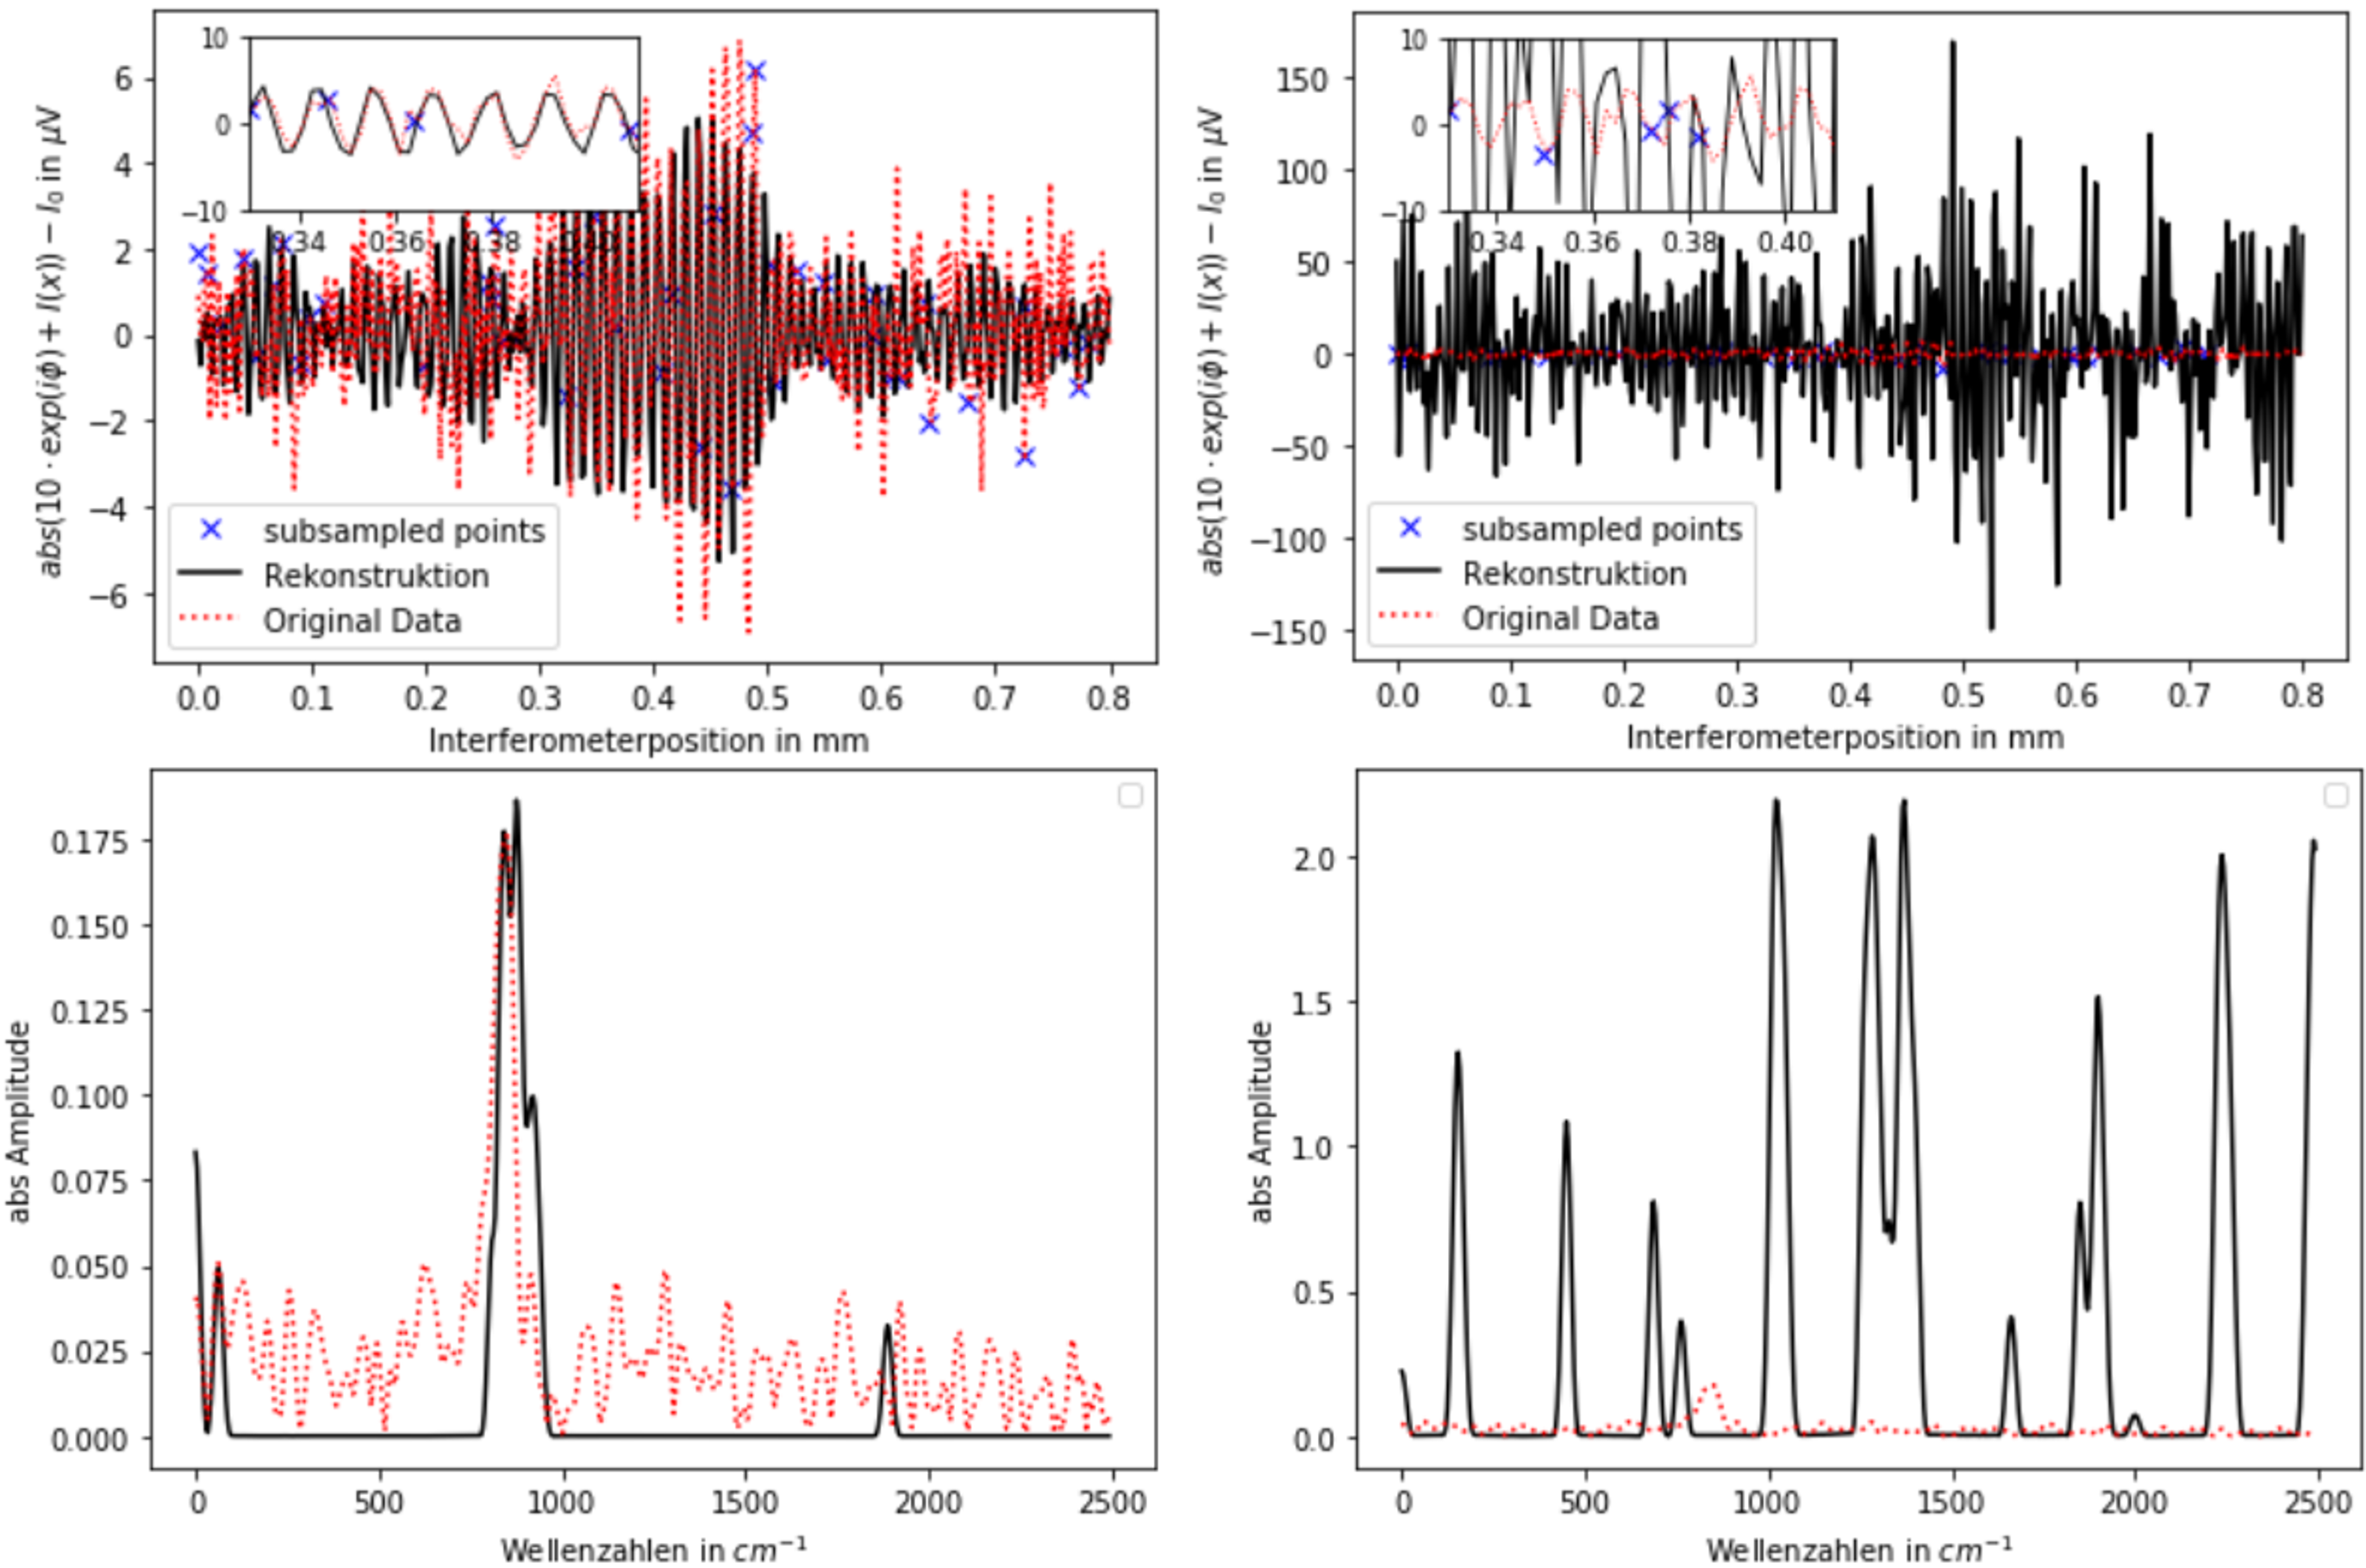 abs(10 · exp(iϕ) + I(x)) − I₀ in μV
6
4
2
0
−2
−4
−6
10
0
−10
0.34 0.36 0.38 0.40
subsampled points
Rekonstruktion
Original Data
0.0 0.1 0.2 0.3 0.4 0.5 0.6 0.7 0.8
Interferometerposition in mm
abs(10 · exp(iϕ) + I(x)) − I₀ in μV
150
100
50
0
−50
−100
−150
10
0
−10
0.34 0.36 0.38 0.40
subsampled points
Rekonstruktion
Original Data
0.0 0.1 0.2 0.3 0.4 0.5 0.6 0.7 0.8
Interferometerposition in mm
abs Amplitude
0.175
0.150
0.125
0.100
0.075
0.050
0.025
0.000
0 500 1000 1500 2000 2500
Wellenzahlen in cm⁻¹
abs Amplitude
2.0
1.5
1.0
0.5
0.0
0 500 1000 1500 2000 2500
Wellenzahlen in cm⁻¹